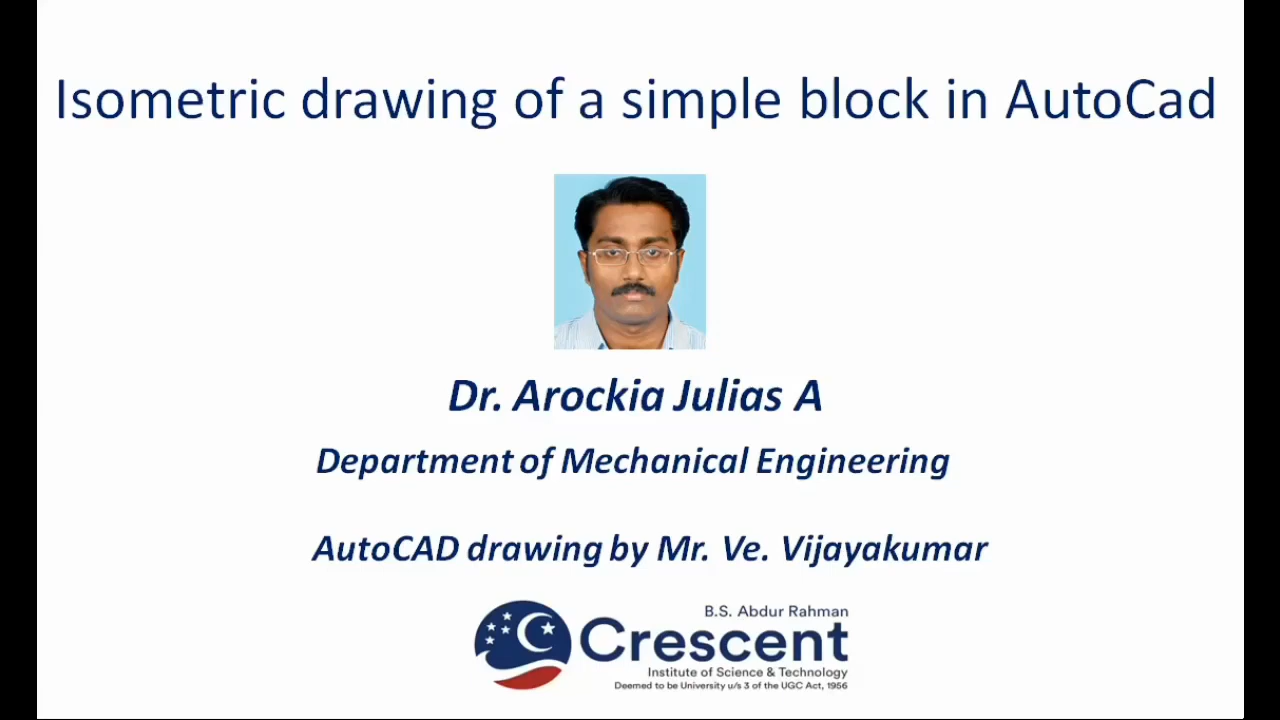 Isometric drawing of a simple block in AutoCad
Dr. Arockia Julias A
Department of Mechanical Engineering
AutoCAD drawing by Mr. Ve. Vijayakumar
B.S. Abdur Rahman
Crescent
Institute of Science & Technology
Deemed to be University u/s 3 of the UGC Act, 1956